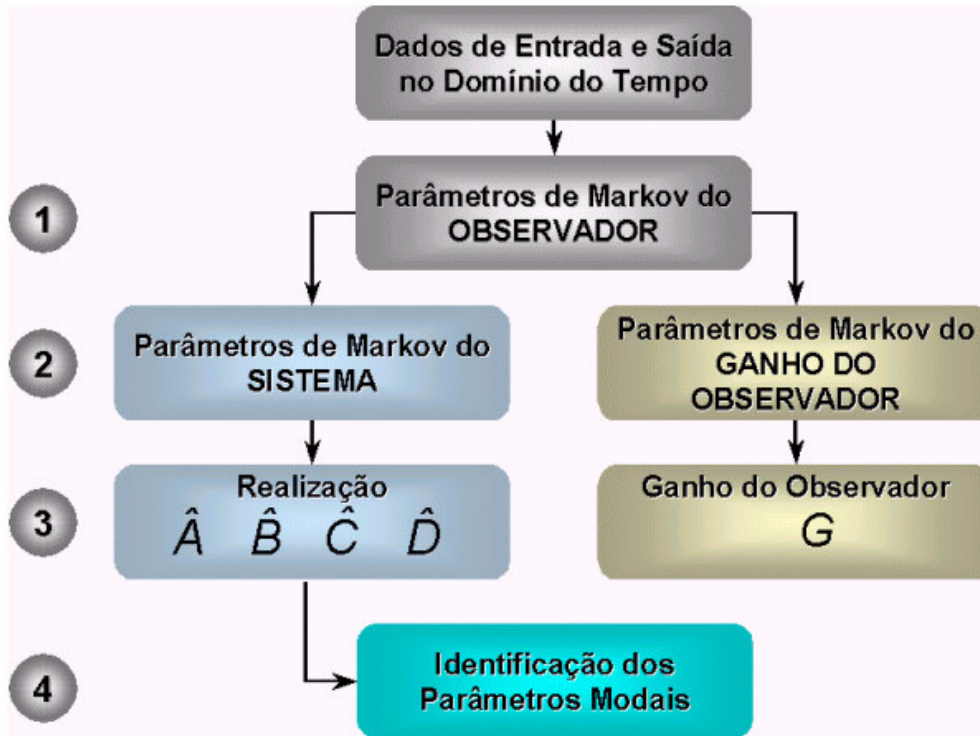 Dados de Entrada e Saída
no Domínio do Tempo
1
Parâmetros de Markov do
OBSERVADOR
2
Parâmetros de Markov do
SISTEMA
Parâmetros de Markov do
GANHO DO
OBSERVADOR
3
Realização
Â B̂ Ĉ D̂
Ganho do Observador
G
4
Identificação dos
Parâmetros Modais